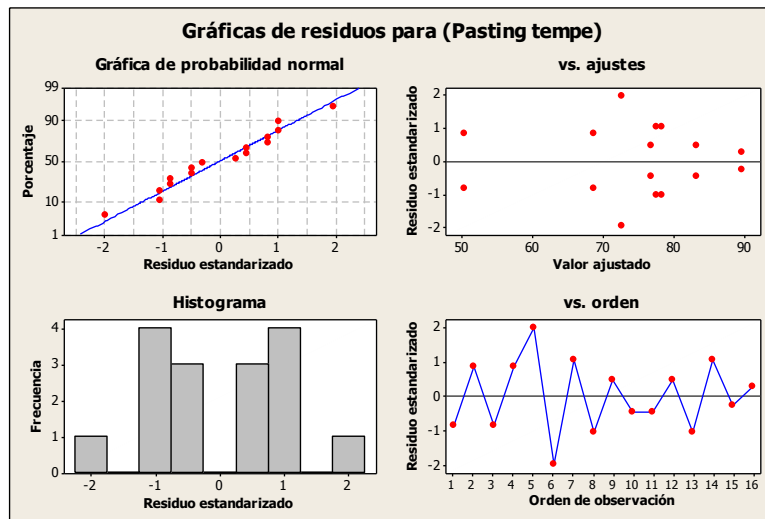 Gráficas de residuos para (Pasting tempe)
Gráfica de probabilidad normal
Porcentaje
99
90
50
10
1
-2 -1 0 1 2
Residuo estandarizado
vs. ajustes
Residuo estandarizado
2
1
0
-1
-2
50 60 70 80 90
Valor ajustado
Histograma
Frecuencia
4
3
2
1
0
-2 -1 0 1 2
Residuo estandarizado
vs. orden
Residuo estandarizado
2
1
0
-1
-2
1 2 3 4 5 6 7 8 9 10 11 12 13 14 15 16
Orden de observación